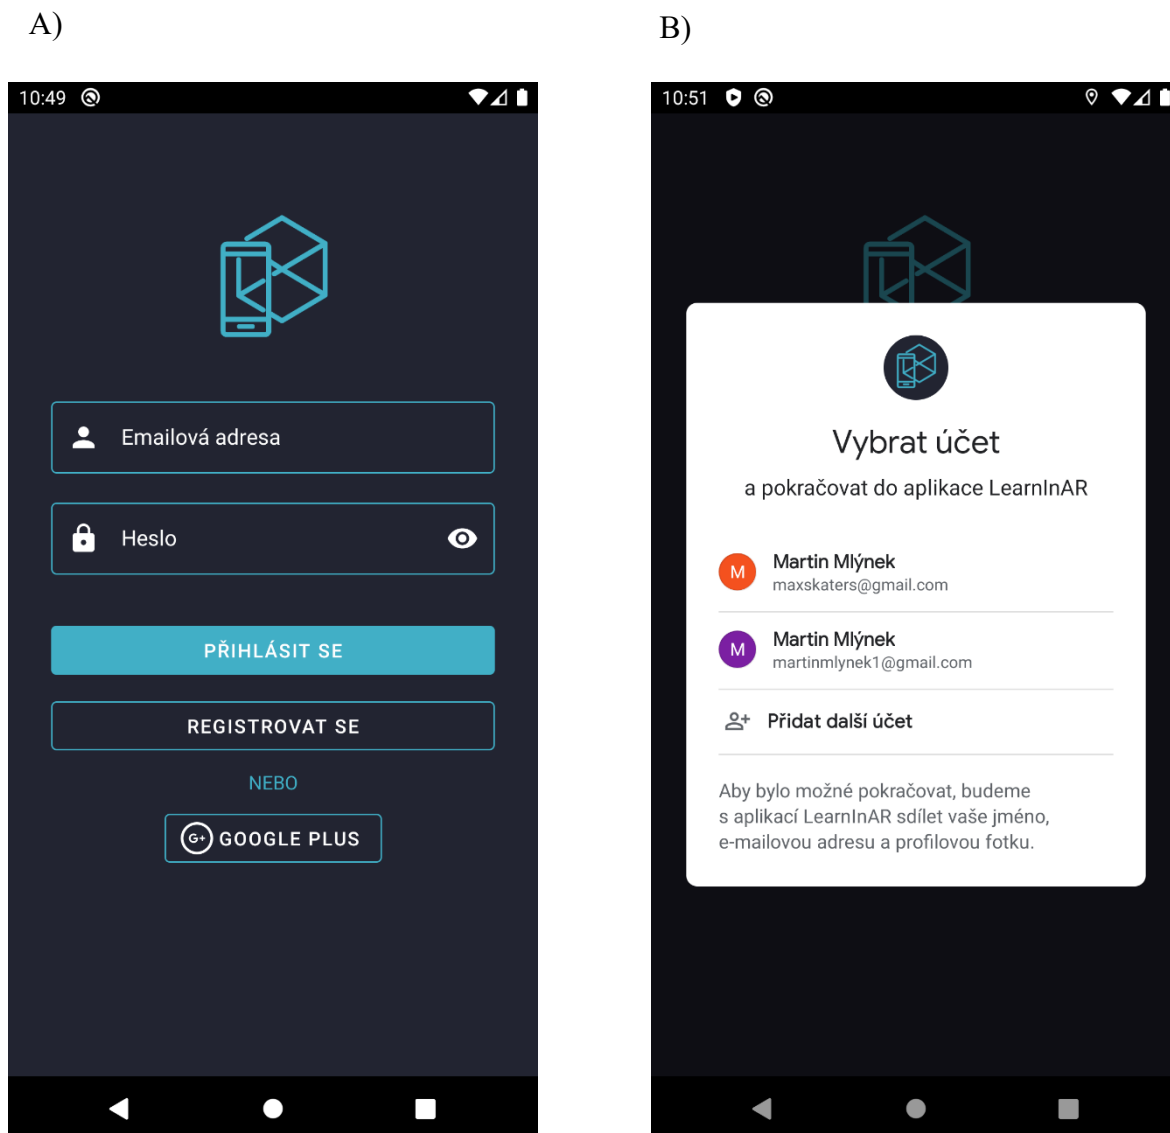 A)
10:49
Emailová adresa
Heslo
PŘIHLÁSIT SE
REGISTROVAT SE
NEBO
G+ GOOGLE PLUS
B)
10:51
Vybrat účet
a pokračovat do aplikace LearnInAR
M
Martin Mlýnek
maxskaters@gmail.com
M
Martin Mlýnek
martinmlynek1@gmail.com
Přidat další účet
Aby bylo možné pokračovat, budeme
s aplikací LearnInAR sdílet vaše jméno,
e-mailovou adresu a profilovou fotku.